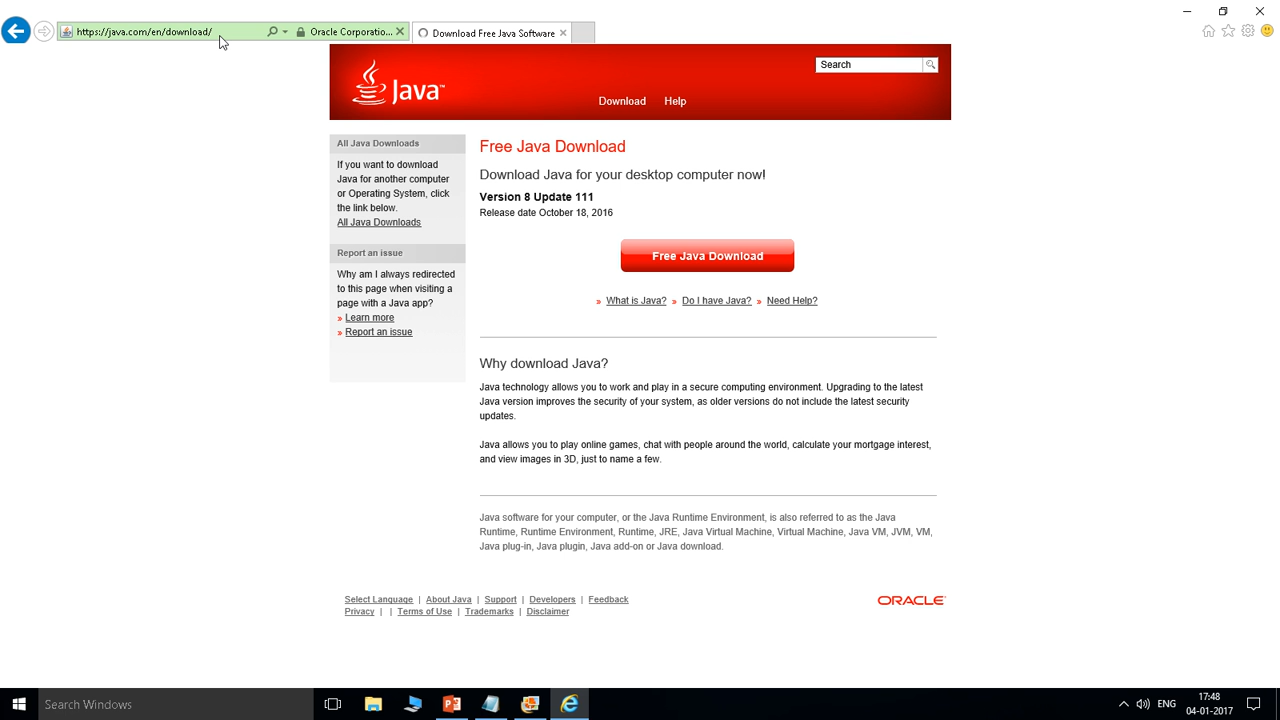 https://java.com/en/download/
Oracle Corporatio...
Download Free Java Software
Java™
Search
Download Help
All Java Downloads
If you want to download
Java for another computer
or Operating System, click
the link below.
All Java Downloads
Report an issue
Why am I always redirected
to this page when visiting a
page with a Java app?
» Learn more
» Report an issue
Free Java Download
Download Java for your desktop computer now!
Version 8 Update 111
Release date October 18, 2016
Free Java Download
» What is Java? » Do I have Java? » Need Help?
Why download Java?
Java technology allows you to work and play in a secure computing environment. Upgrading to the latest
Java version improves the security of your system, as older versions do not include the latest security
updates.
Java allows you to play online games, chat with people around the world, calculate your mortgage interest,
and view images in 3D, just to name a few.
Java software for your computer, or the Java Runtime Environment, is also referred to as the Java
Runtime, Runtime Environment, Runtime, JRE, Java Virtual Machine, Virtual Machine, Java VM, JVM, VM,
Java plug-in, Java plugin, Java add-on or Java download.
Select Language | About Java | Support | Developers | Feedback
Privacy | | Terms of Use | Trademarks | Disclaimer
ORACLE
Search Windows
ENG
17:48
04-01-2017